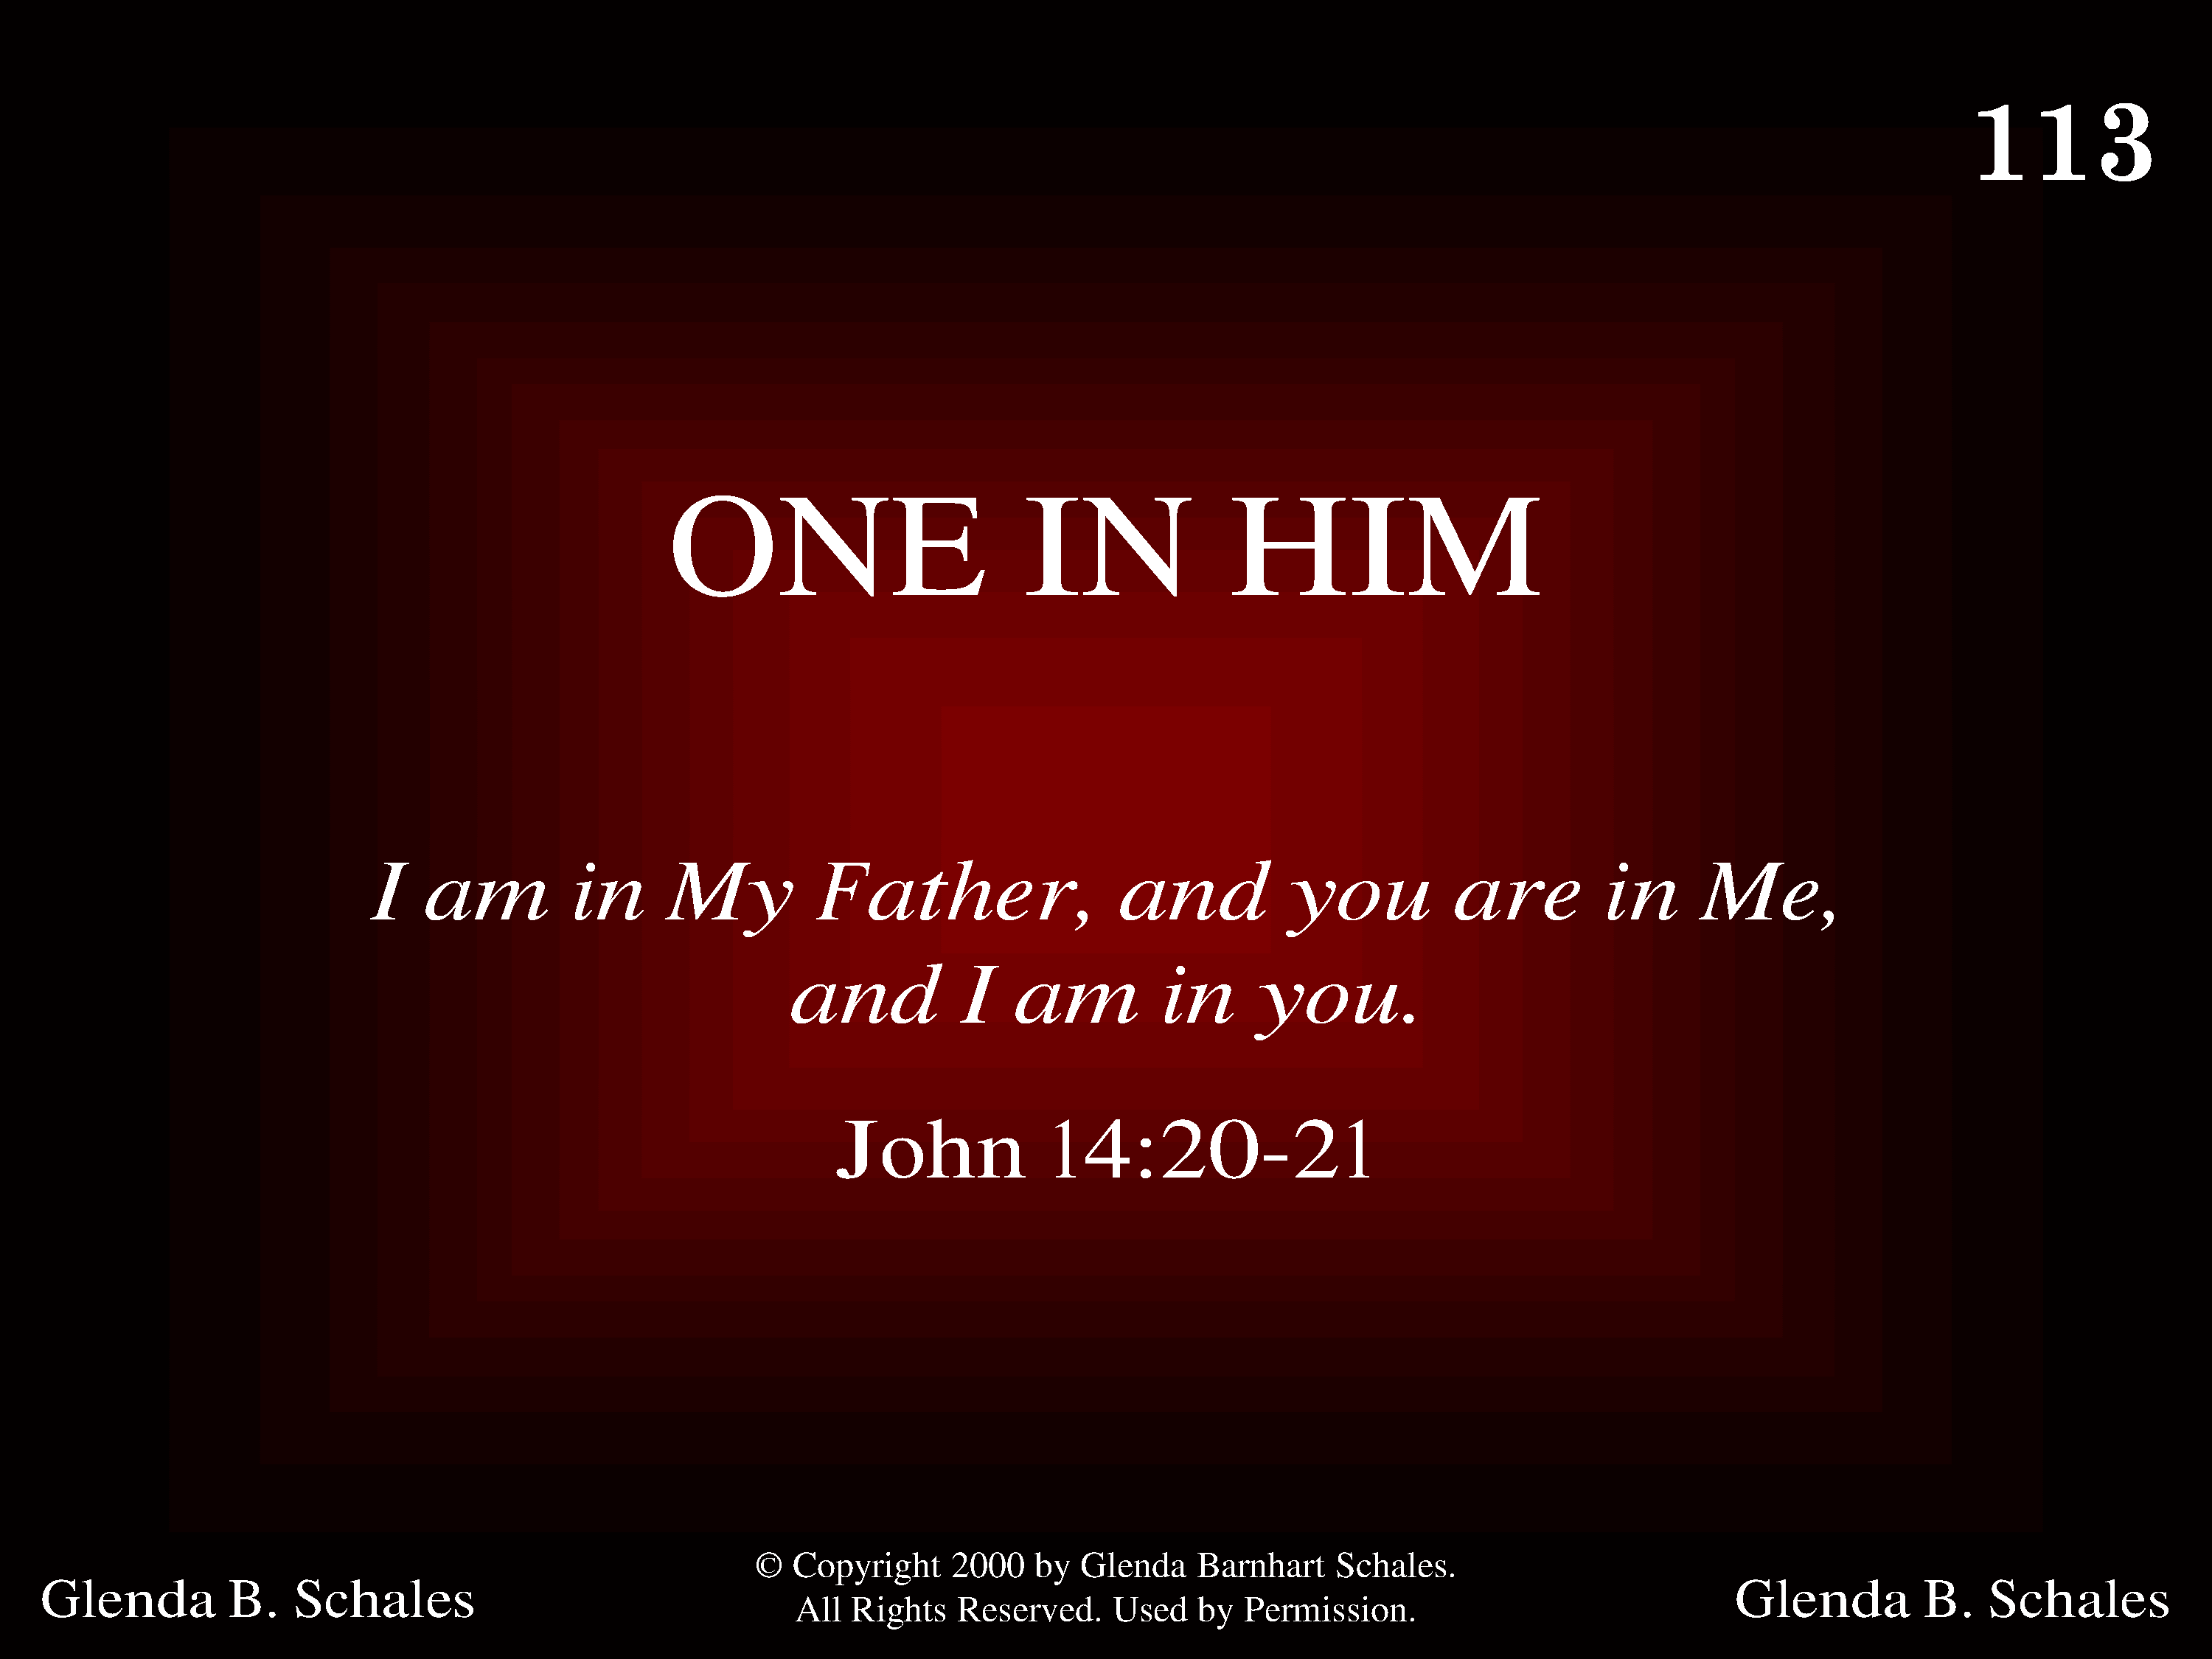 113
ONE IN HIM
I am in My Father, and you are in Me,
and I am in you.
John 14:20-21
Glenda B. Schales
© Copyright 2000 by Glenda Barnhart Schales.
All Rights Reserved. Used by Permission.
Glenda B. Schales